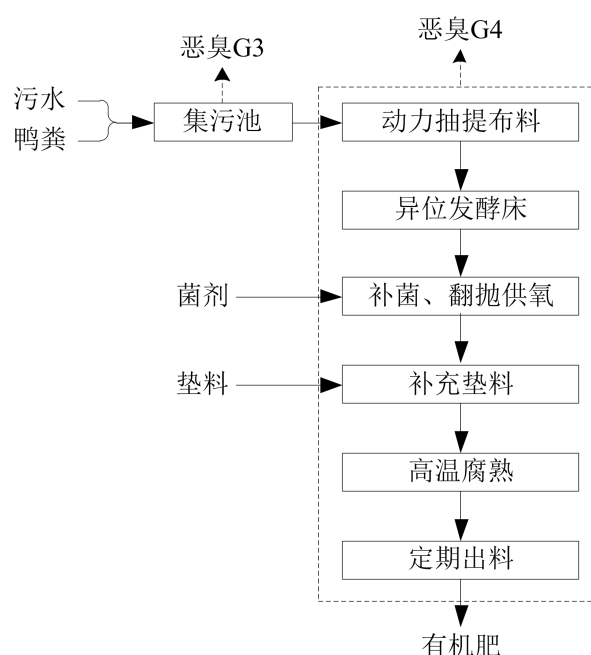 恶臭G3
恶臭G4
污水
鸭粪
集污池
动力抽提布料
异位发酵床
菌剂
补菌、翻抛供氧
垫料
补充垫料
高温腐熟
定期出料
有机肥